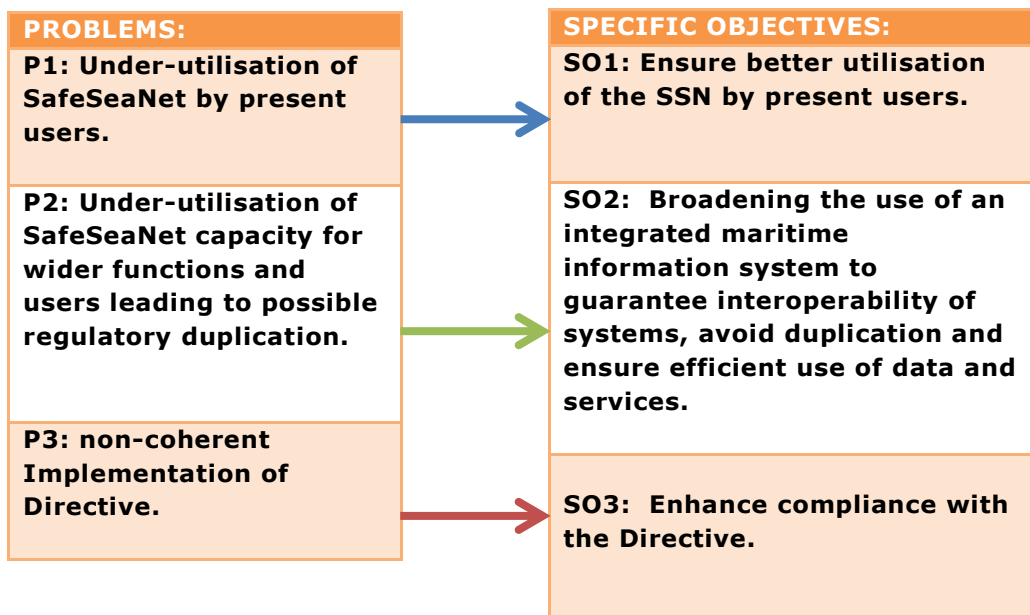 PROBLEMS:
P1: Under-utilisation of
SafeSeaNet by present
users.
P2: Under-utilisation of
SafeSeaNet capacity for
wider functions and
users leading to possible
regulatory duplication.
P3: non-coherent
Implementation of
Directive.
SPECIFIC OBJECTIVES:
SO1: Ensure better utilisation
of the SSN by present users.
SO2:  Broadening the use of an
integrated maritime
information system to
guarantee interoperability of
systems, avoid duplication and
ensure efficient use of data and
services.
SO3:  Enhance compliance with
the Directive.